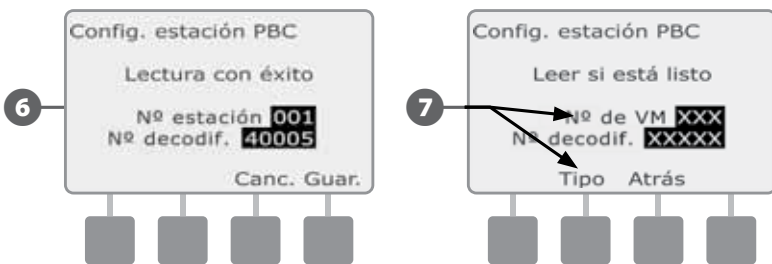 Config. estación PBC
Lectura con éxito
6
Nº estación 001
Nº decodif. 40005
Canc. Guar.
Config. estación PBC
Leer si está listo
7
Nº de VM XXX
Nº decodif. XXXXX
Tipo Atrás